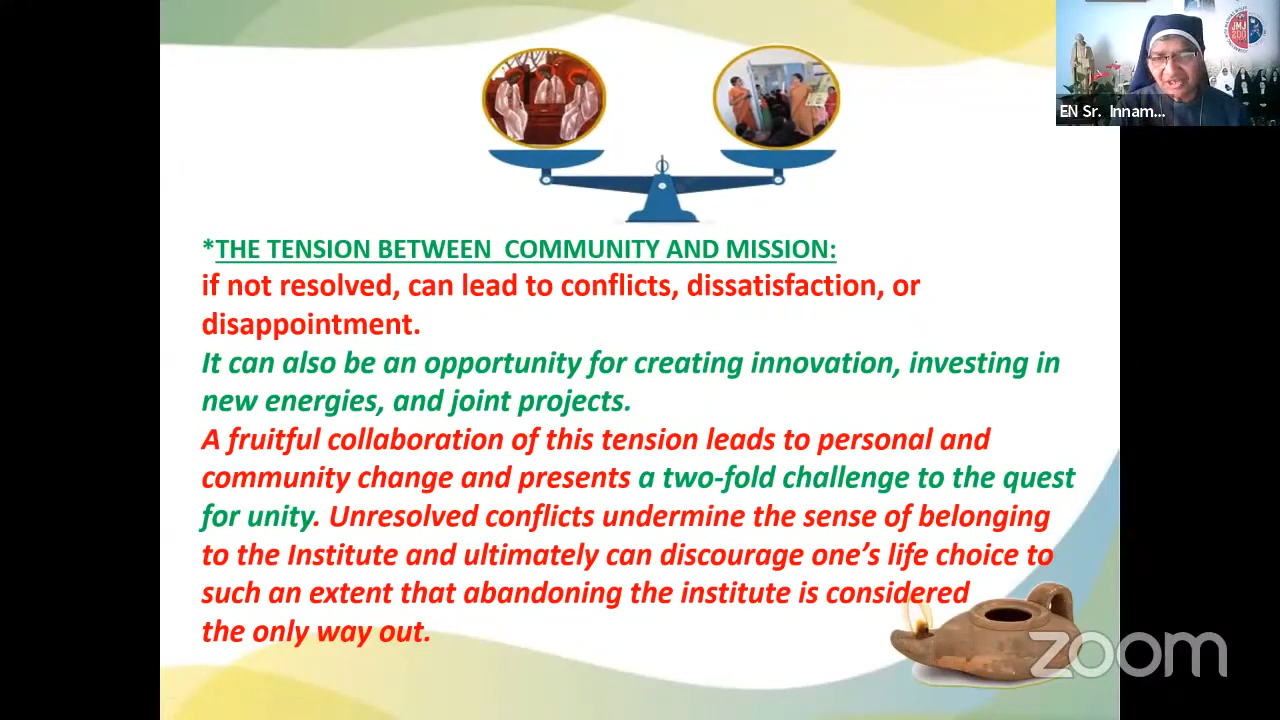 JMJ
200
EN Sr. Innam...
*THE TENSION BETWEEN COMMUNITY AND MISSION:
if not resolved, can lead to conflicts, dissatisfaction, or
disappointment.
It can also be an opportunity for creating innovation, investing in
new energies, and joint projects.
A fruitful collaboration of this tension leads to personal and
community change and presents a two-fold challenge to the quest
for unity. Unresolved conflicts undermine the sense of belonging
to the Institute and ultimately can discourage one’s life choice to
such an extent that abandoning the institute is considered
the only way out.
zoom